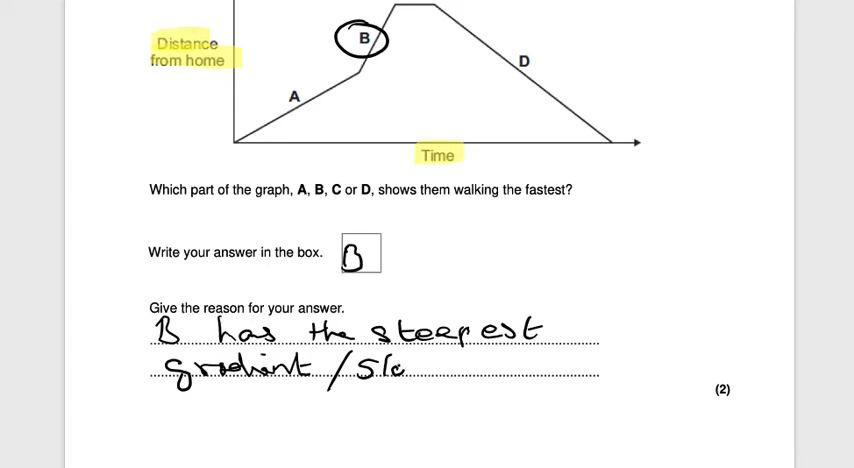 B
Distance
from home
D
A
Time
Which part of the graph, A, B, C or D, shows them walking the fastest?
Write your answer in the box. B
Give the reason for your answer.
B has the steepest
gradient / Slo
(2)